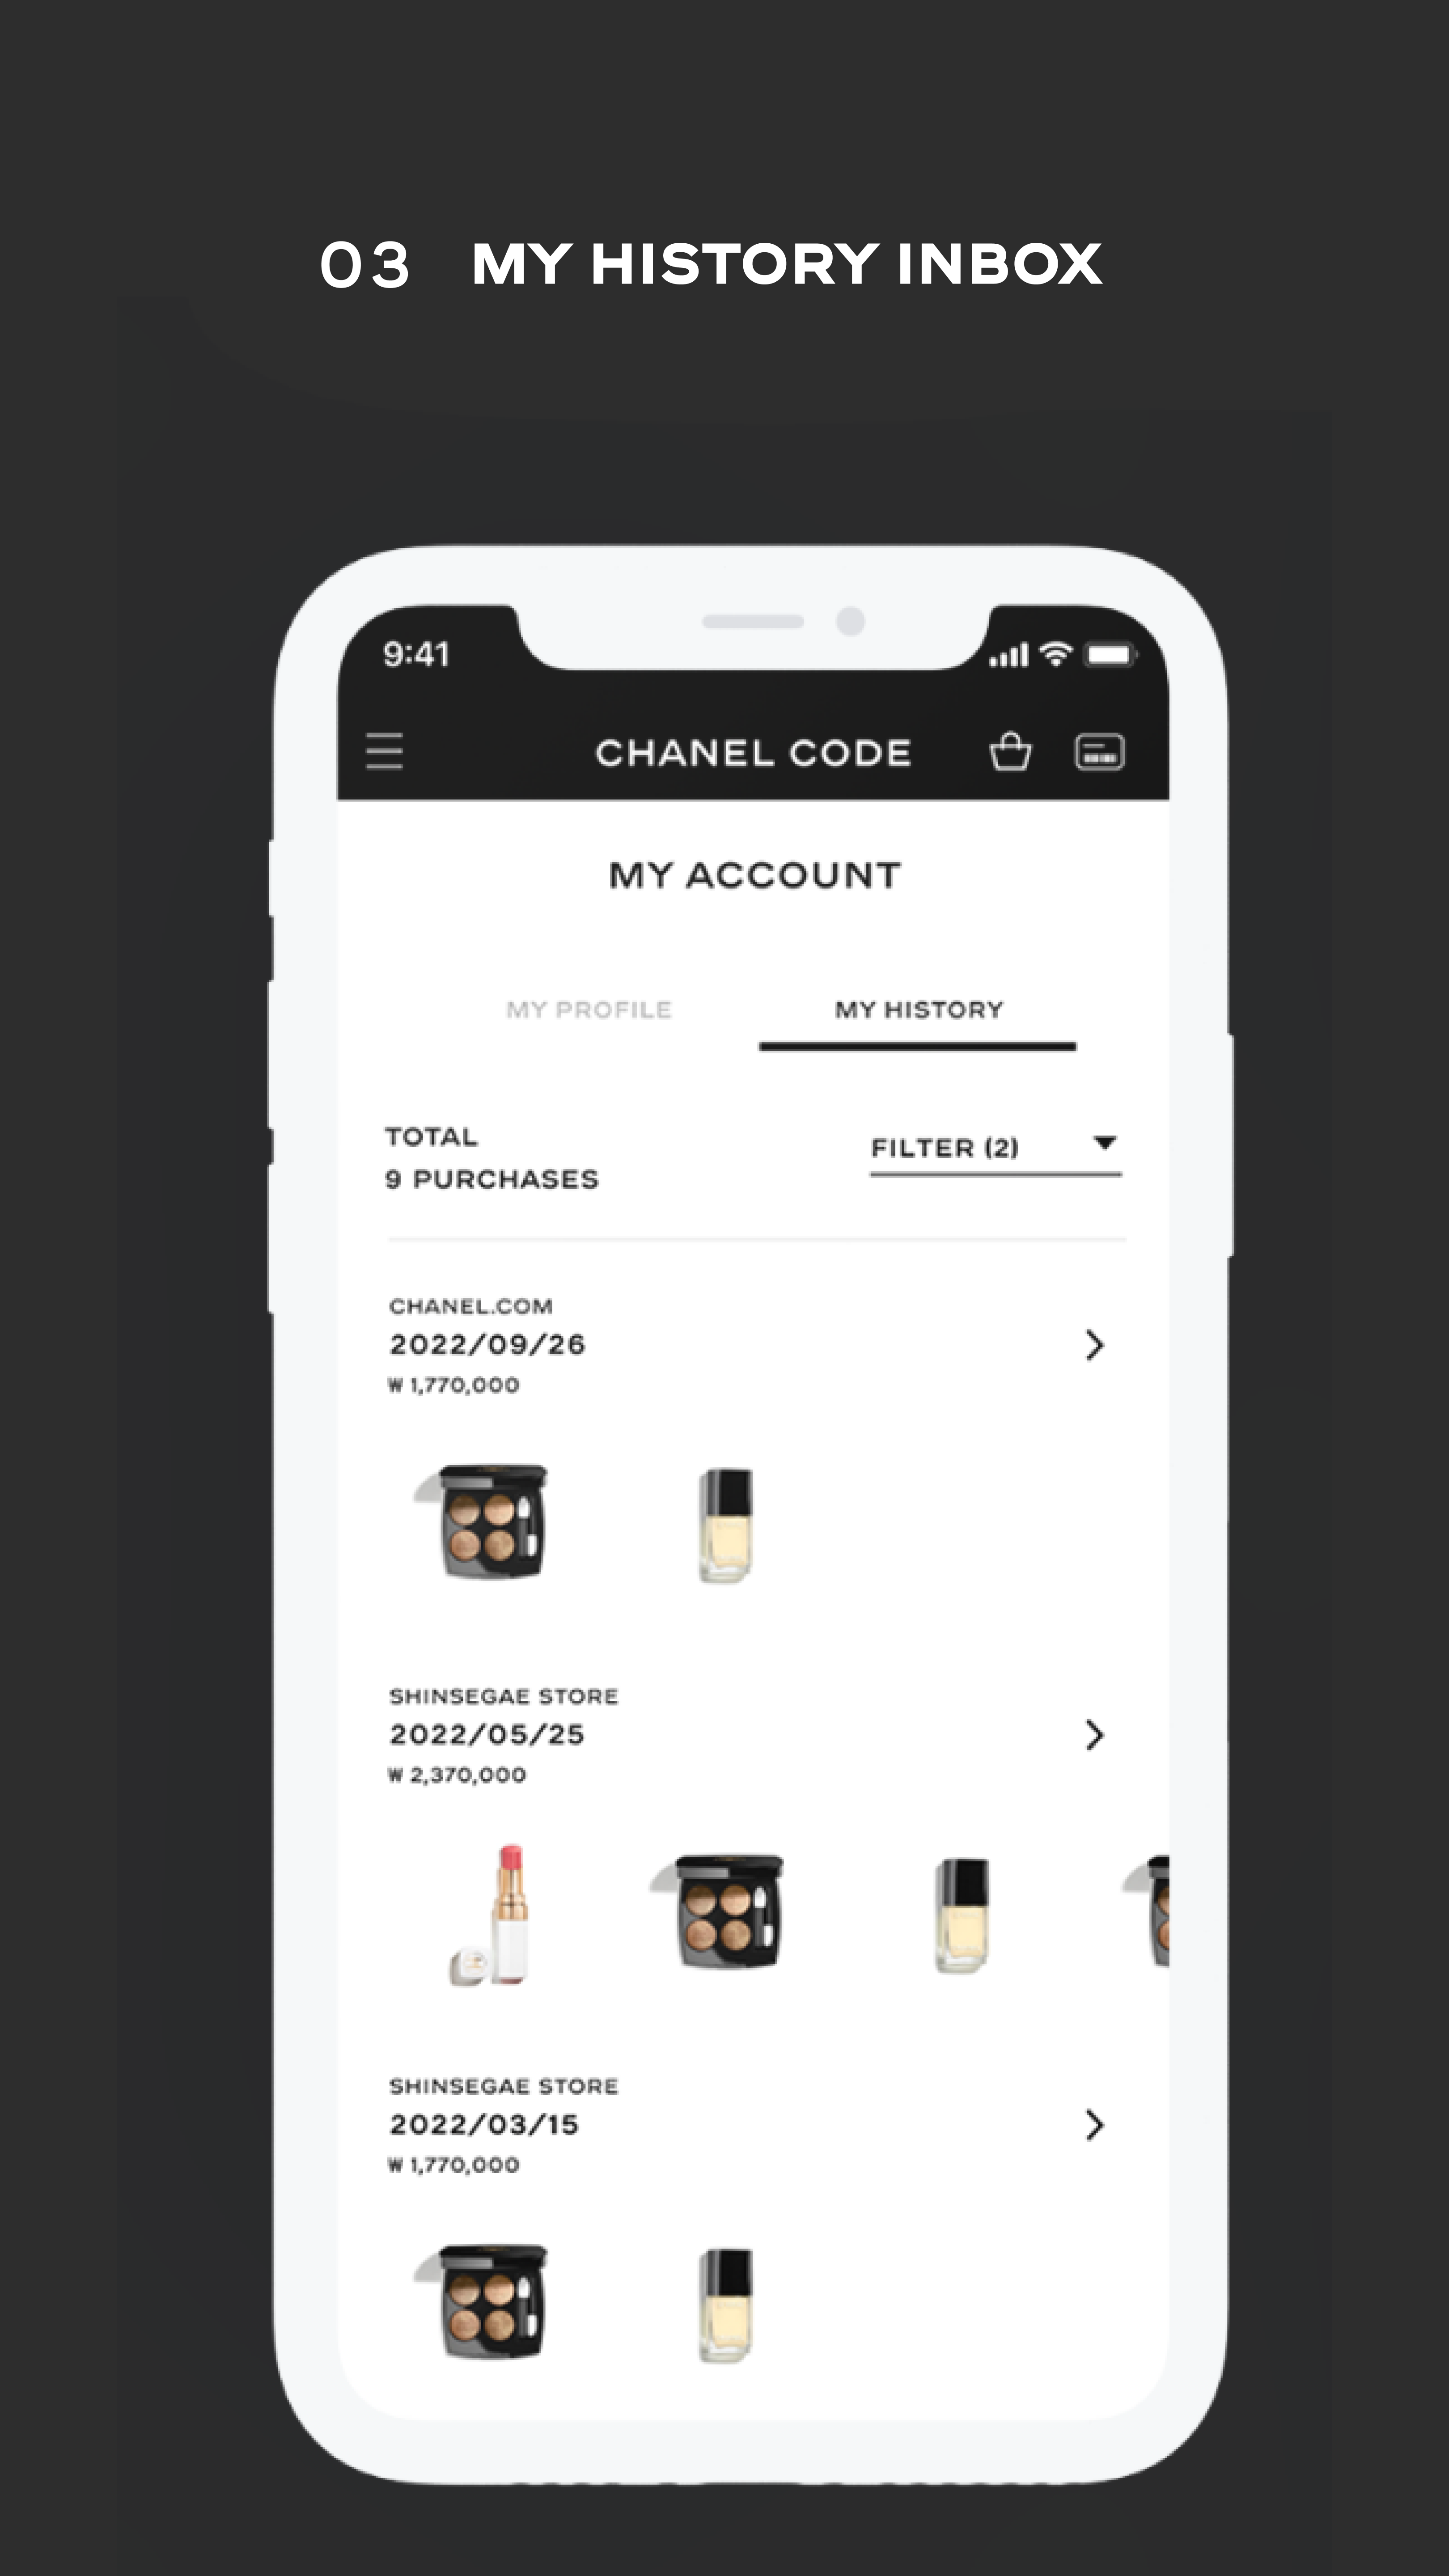 03 MY HISTORY INBOX
9:41
CHANEL CODE
MY ACCOUNT
MY PROFILE MY HISTORY
TOTAL
9 PURCHASES
FILTER (2)
CHANEL.COM
2022/09/26
₩ 1,770,000
SHINSEGAE STORE
2022/05/25
₩ 2,370,000
SHINSEGAE STORE
2022/03/15
₩ 1,770,000